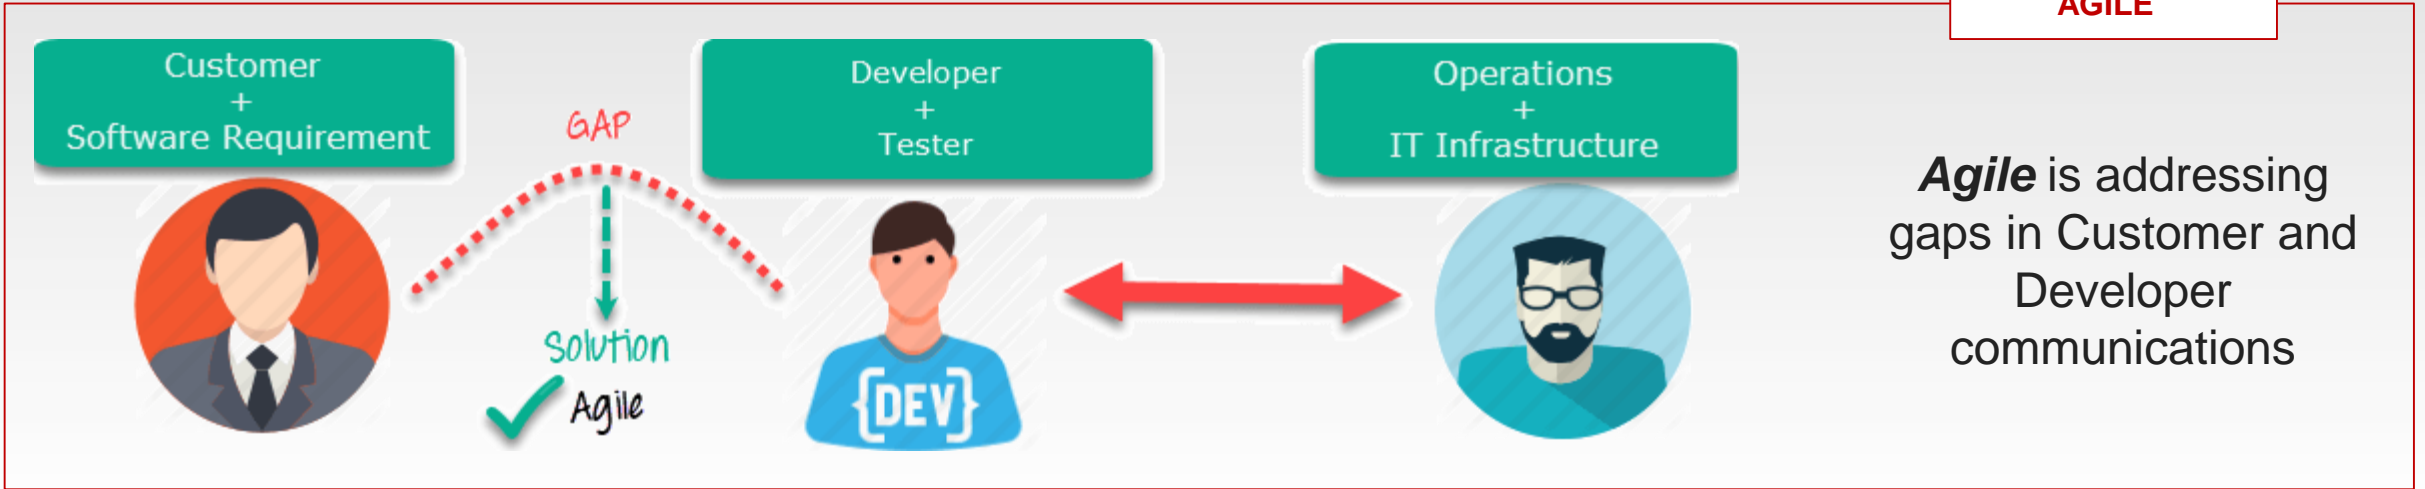 AGILE
Customer
+
Software Requirement
GAP
Solution
Agile
Developer
+
Tester
{DEV}
Operations
+
IT Infrastructure
Agile is addressing
gaps in Customer and
Developer
communications